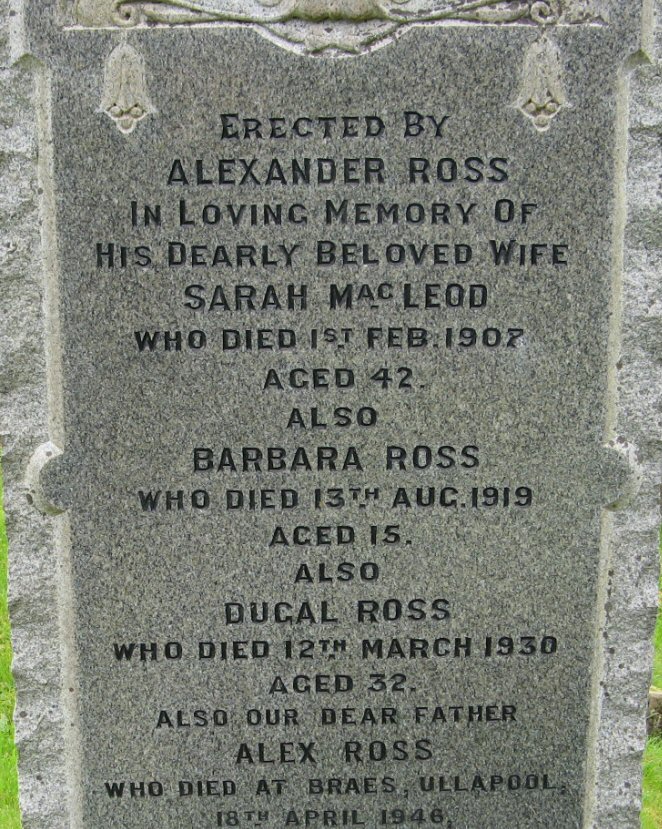 ERECTED BY
ALEXANDER ROSS
IN LOVING MEMORY OF
HIS DEARLY BELOVED WIFE
SARAH MACLEOD
WHO DIED 1ST FEB. 1907
AGED 42.
ALSO
BARBARA ROSS
WHO DIED 13TH AUG. 1919
AGED 15.
ALSO
DUGAL ROSS
WHO DIED 12TH MARCH 1930
AGED 32.
ALSO OUR DEAR FATHER
ALEX ROSS
WHO DIED AT BRAES, ULLAPOOL,
18TH APRIL 1946,